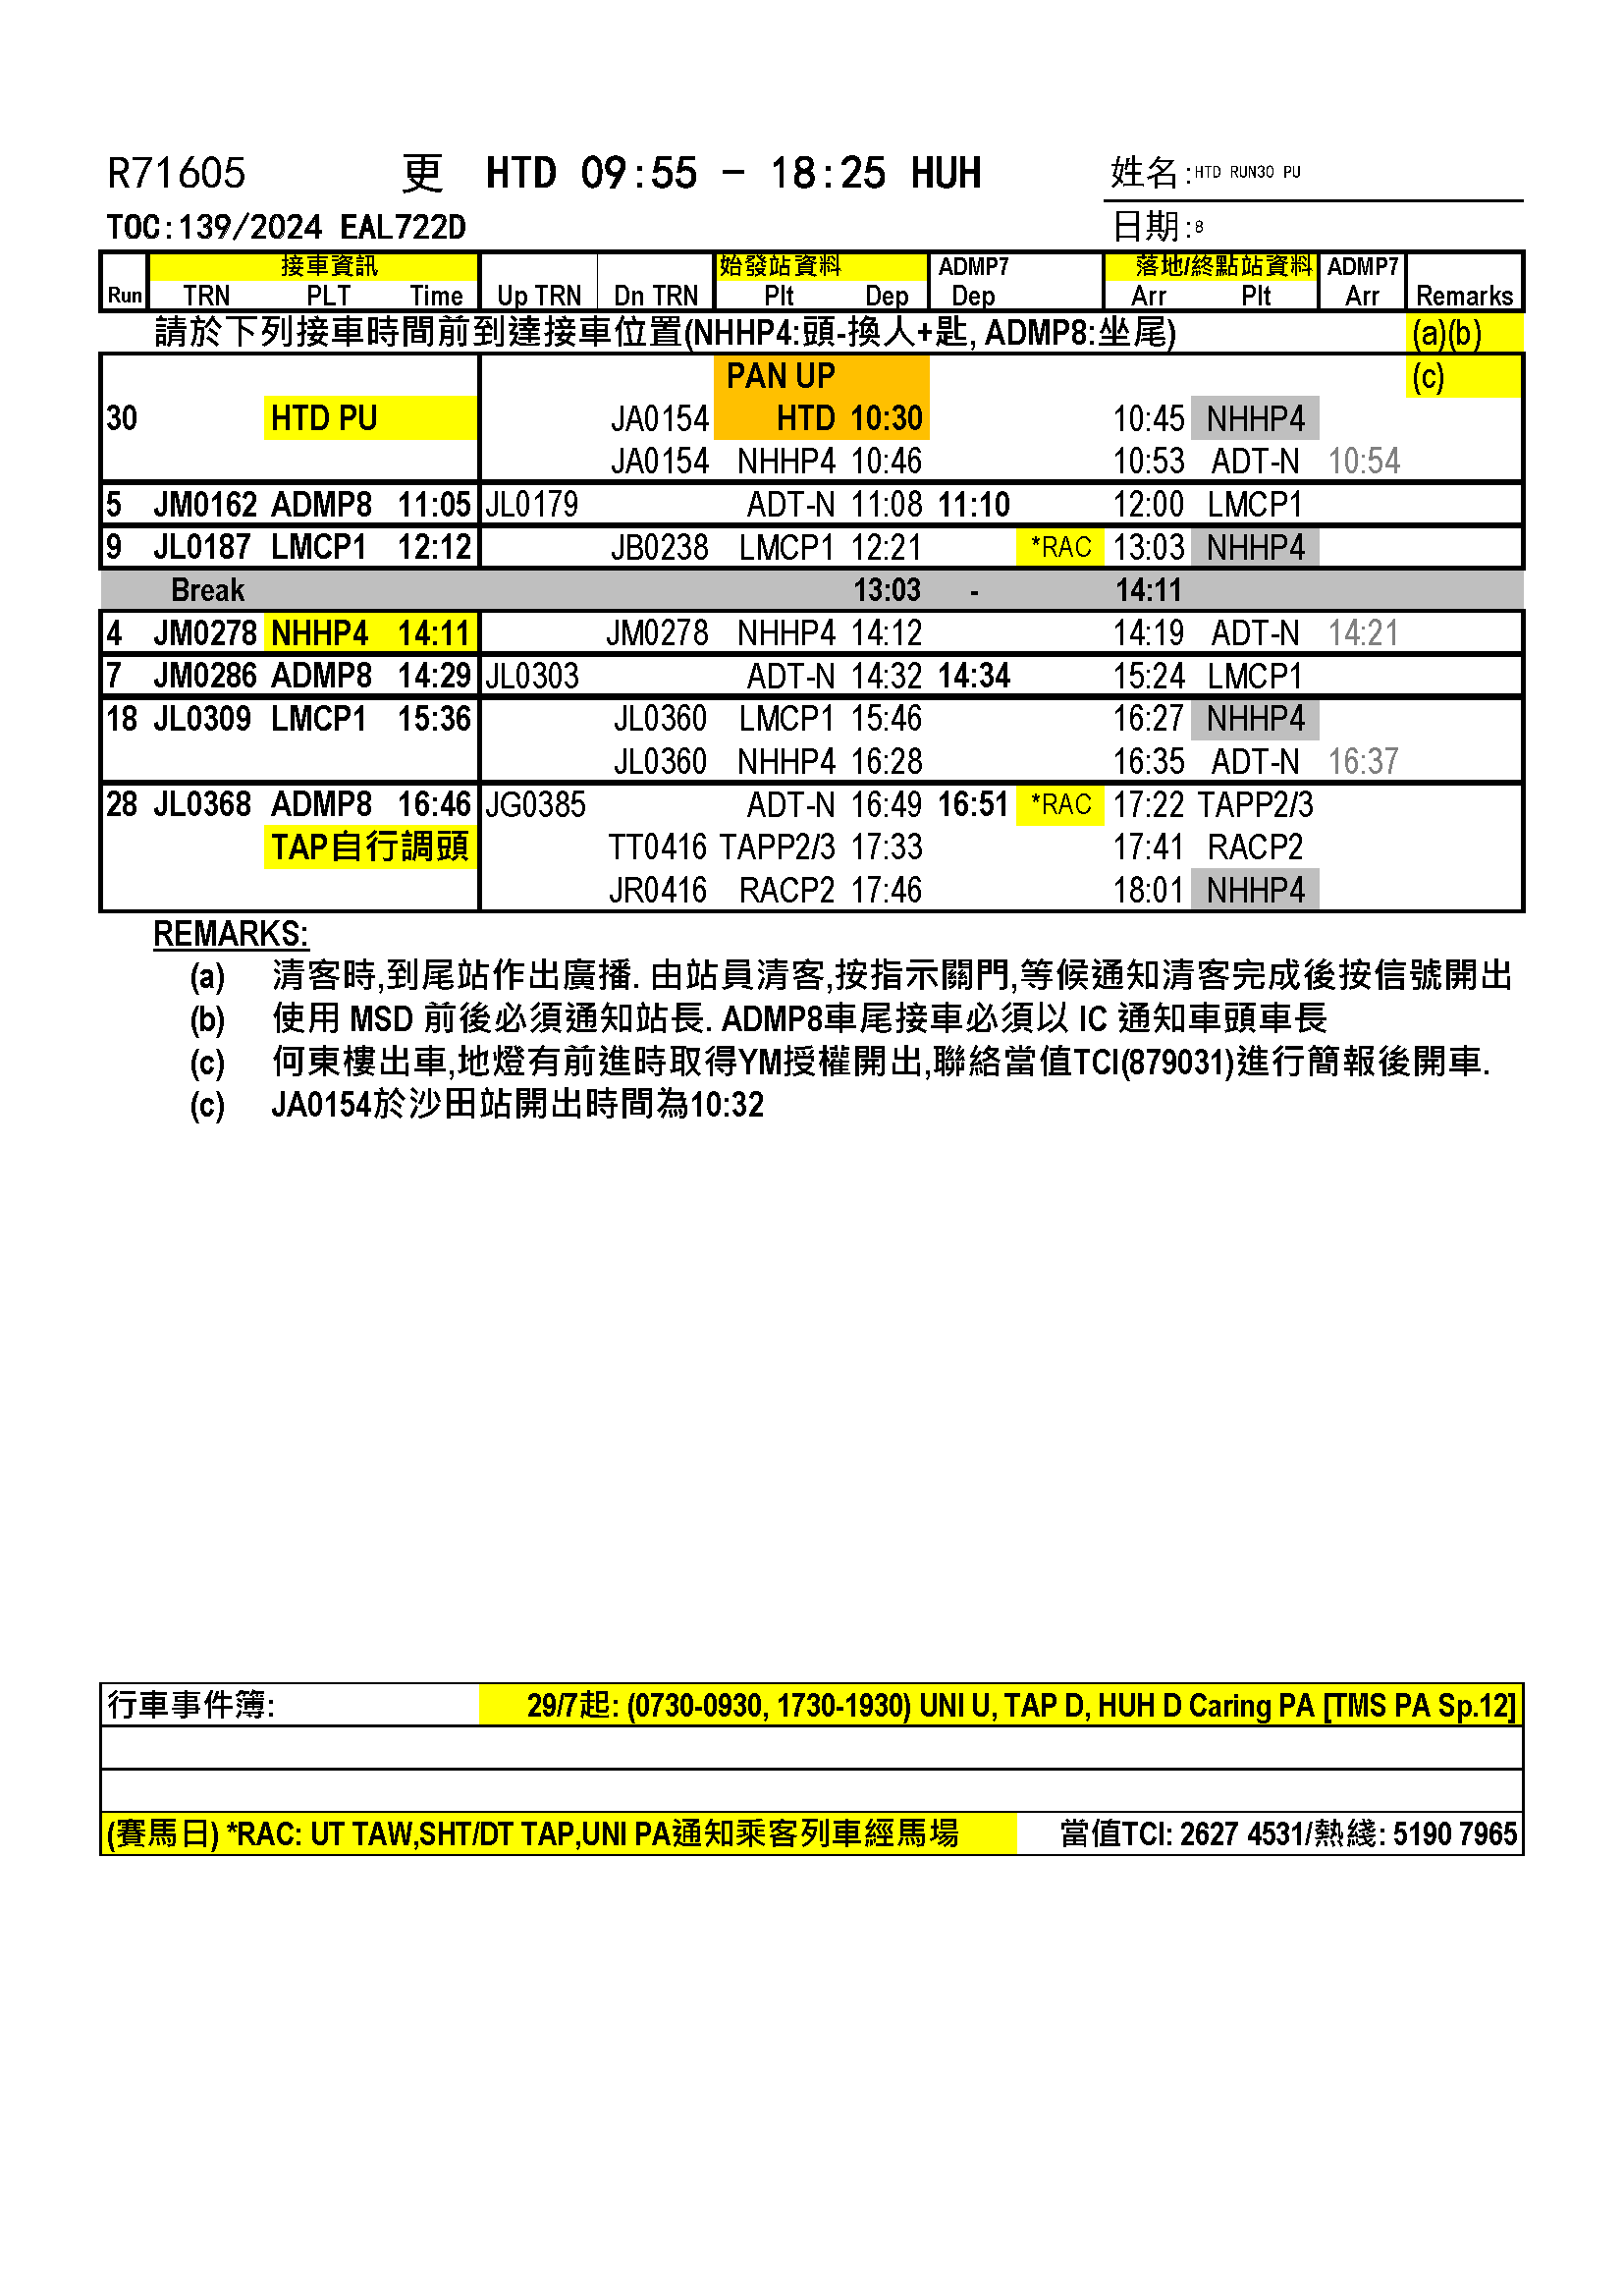 R71605 更 HTD 09:55 - 18:25 HUH 姓名:HTD RUN30 PU
TOC:139/2024 EAL722D 日期:8
接車資訊 始發站資料 ADMP7 落地/終點站資料 ADMP7
Run TRN PLT Time Up TRN Dn TRN Plt Dep Dep Arr Plt Arr Remarks
請於下列接車時間前到達接車位置(NHHP4:頭-換人+匙, ADMP8:坐尾) (a)(b)
PAN UP (c)
30 HTD PU JA0154 HTD 10:30 10:45 NHHP4
JA0154 NHHP4 10:46 10:53 ADT-N 10:54
5 JM0162 ADMP8 11:05 JL0179 ADT-N 11:08 11:10 12:00 LMCP1
9 JL0187 LMCP1 12:12 JB0238 LMCP1 12:21 *RAC 13:03 NHHP4
Break 13:03 - 14:11
4 JM0278 NHHP4 14:11 JM0278 NHHP4 14:12 14:19 ADT-N 14:21
7 JM0286 ADMP8 14:29 JL0303 ADT-N 14:32 14:34 15:24 LMCP1
18 JL0309 LMCP1 15:36 JL0360 LMCP1 15:46 16:27 NHHP4
JL0360 NHHP4 16:28 16:35 ADT-N 16:37
28 JL0368 ADMP8 16:46 JG0385 ADT-N 16:49 16:51 *RAC 17:22 TAPP2/3
TAP自行調頭 TT0416 TAPP2/3 17:33 17:41 RACP2
JR0416 RACP2 17:46 18:01 NHHP4
REMARKS:
(a) 清客時,到尾站作出廣播. 由站員清客,按指示關門,等候通知清客完成後按信號開出
(b) 使用 MSD 前後必須通知站長. ADMP8車尾接車必須以 IC 通知車頭車長
(c) 何東樓出車,地燈有前進時取得YM授權開出,聯絡當值TCI(879031)進行簡報後開車.
(c) JA0154於沙田站開出時間為10:32
行車事件簿: 29/7起: (0730-0930, 1730-1930) UNI U, TAP D, HUH D Caring PA [TMS PA Sp.12]
(賽馬日) *RAC: UT TAW,SHT/DT TAP,UNI PA通知乘客列車經馬場 當值TCI: 2627 4531/熱綫: 5190 7965